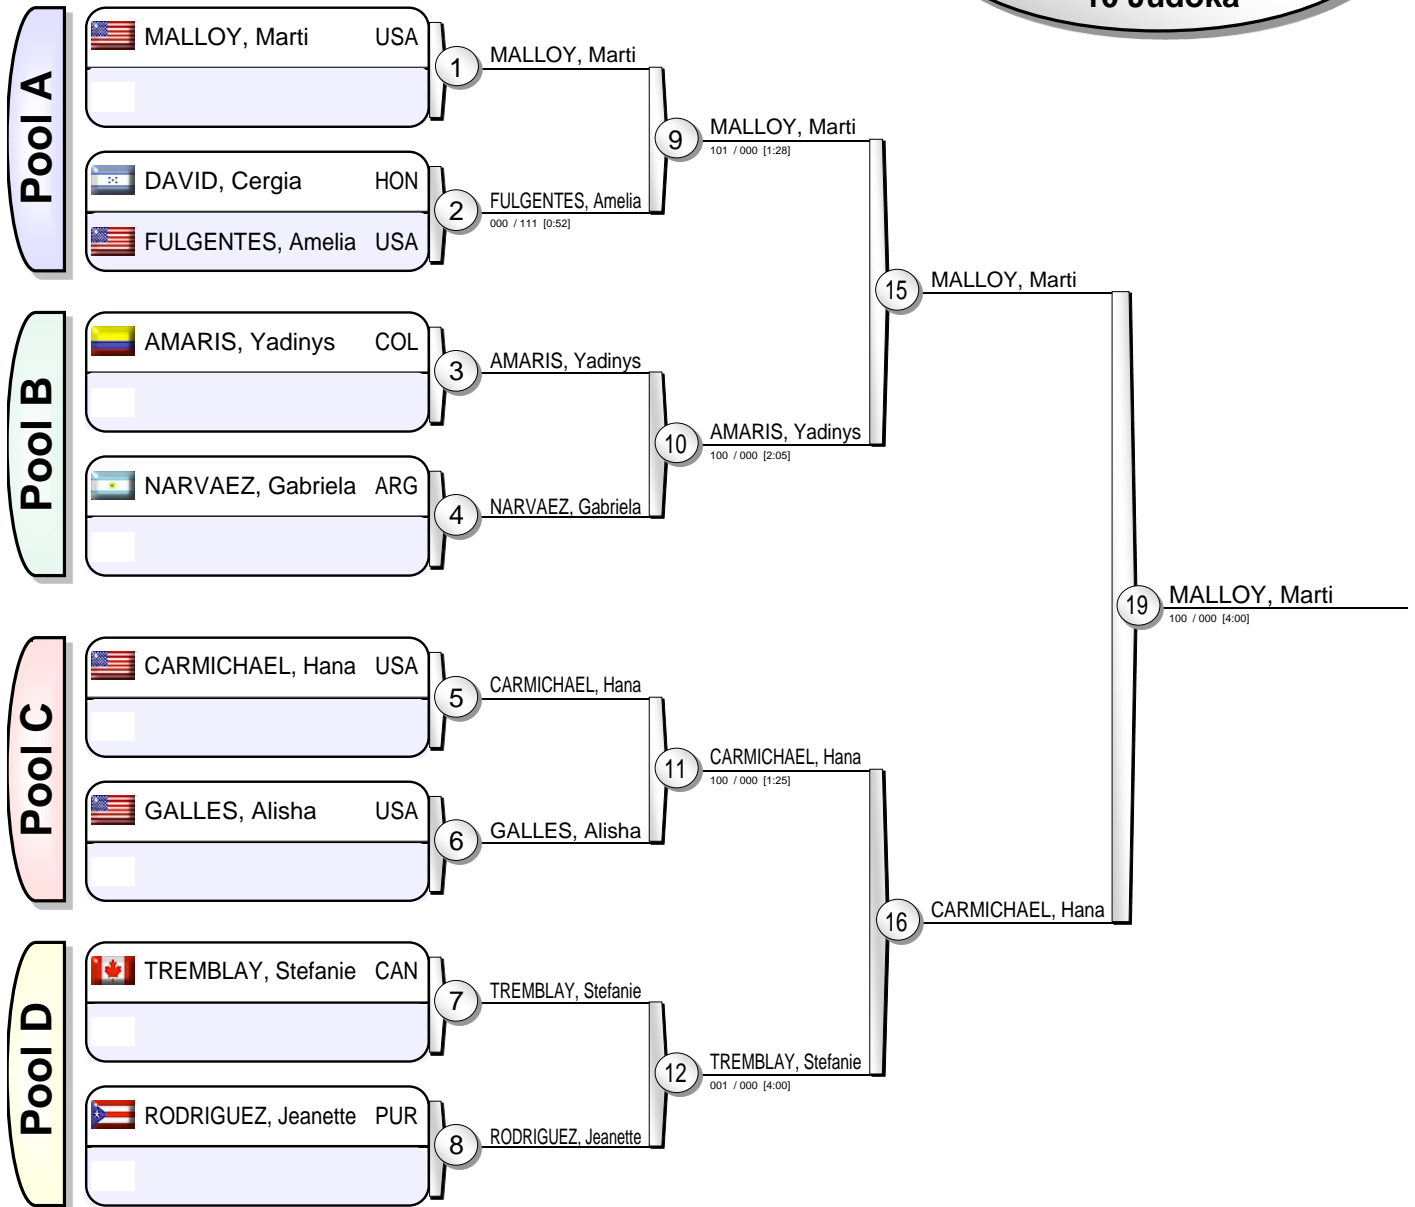 10 Judoka
Pool A
MALLOY, Marti USA
1
MALLOY, Marti
DAVID, Cergia HON
FULGENTES, Amelia USA
2
FULGENTES, Amelia
000 / 111 [0:52]
9
MALLOY, Marti
101 / 000 [1:28]
Pool B
AMARIS, Yadinys COL
3
AMARIS, Yadinys
NARVAEZ, Gabriela ARG
4
NARVAEZ, Gabriela
10
AMARIS, Yadinys
100 / 000 [2:05]
15
MALLOY, Marti
Pool C
CARMICHAEL, Hana USA
5
CARMICHAEL, Hana
GALLES, Alisha USA
6
GALLES, Alisha
11
CARMICHAEL, Hana
100 / 000 [1:25]
Pool D
TREMBLAY, Stefanie CAN
7
TREMBLAY, Stefanie
RODRIGUEZ, Jeanette PUR
8
RODRIGUEZ, Jeanette
12
TREMBLAY, Stefanie
001 / 000 [4:00]
16
CARMICHAEL, Hana
19
MALLOY, Marti
100 / 000 [4:00]